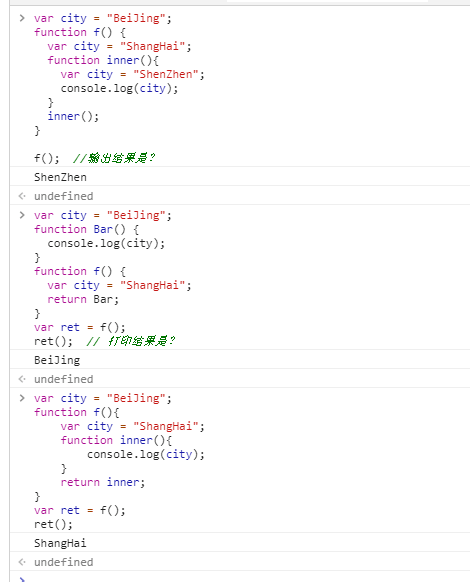 > var city = "BeiJing";
function f() {
  var city = "ShangHai";
  function inner(){
    var city = "ShenZhen";
    console.log(city);
  }
  inner();
}

f();  //输出结果是?
ShenZhen
undefined
> var city = "BeiJing";
function Bar() {
  console.log(city);
}
function f() {
  var city = "ShangHai";
  return Bar;
}
var ret = f();
ret();  // 打印结果是?
BeiJing
undefined
> var city = "BeiJing";
function f(){
    var city = "ShangHai";
    function inner(){
        console.log(city);
    }
    return inner;
}
var ret = f();
ret();
ShangHai
undefined
>